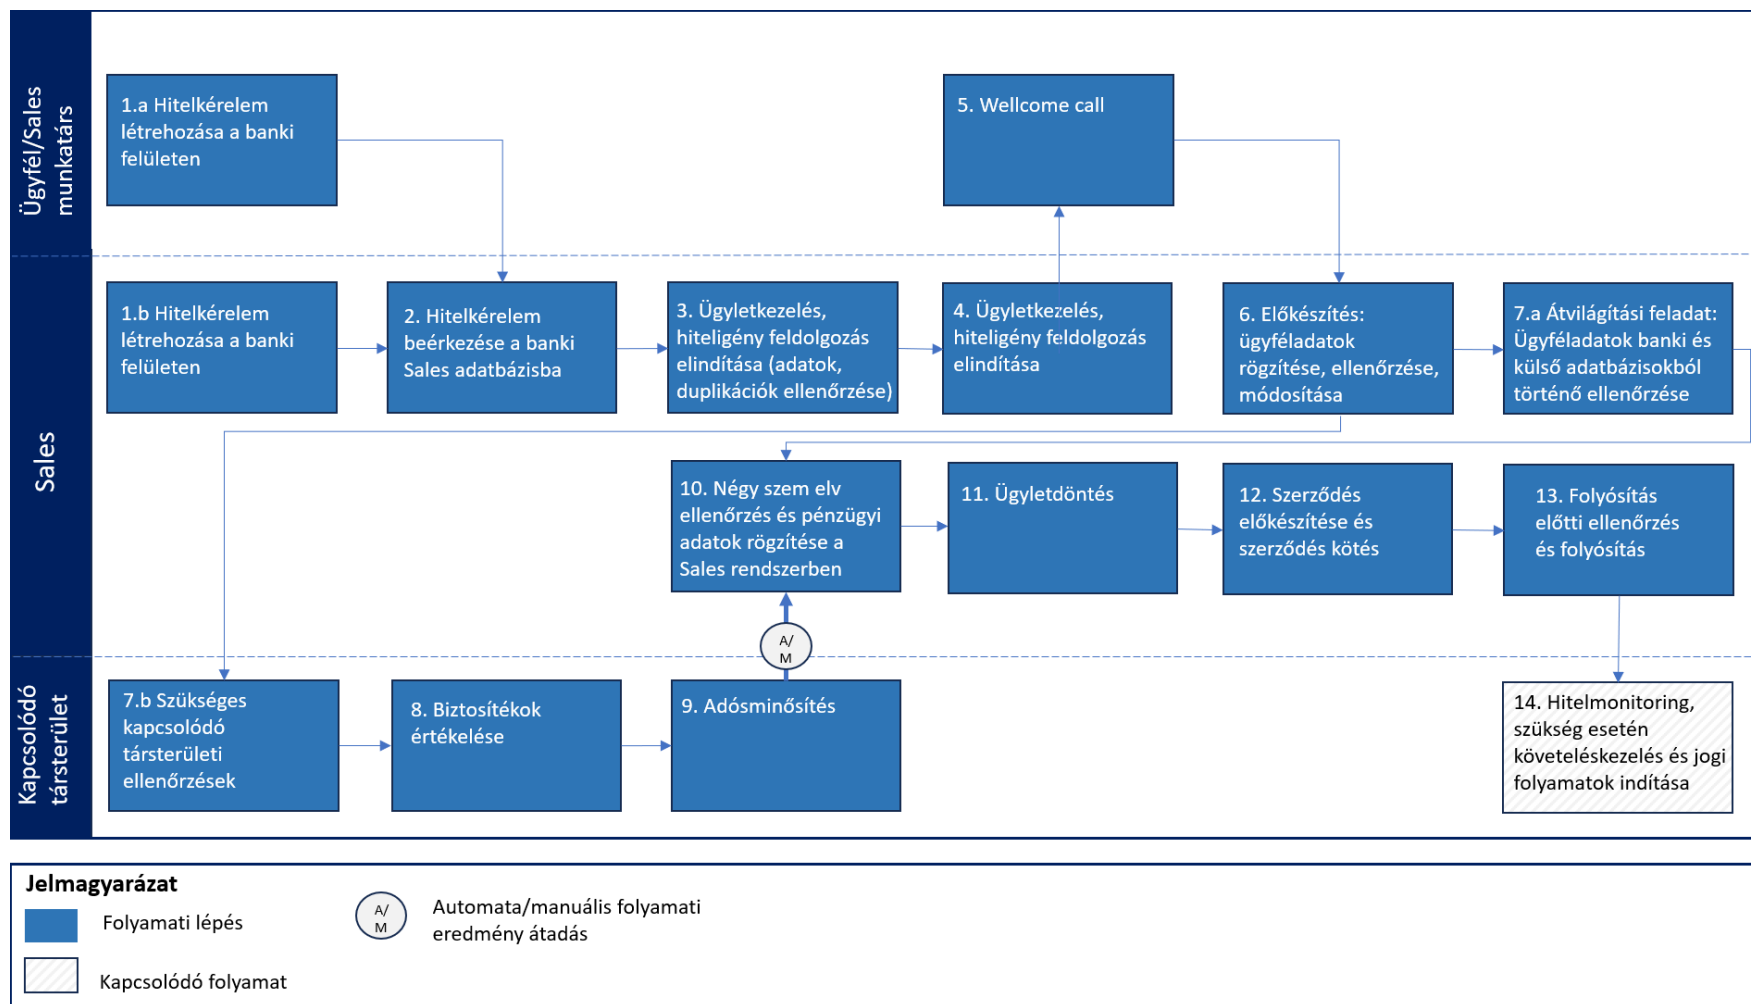 Ügyfél/Sales
munkatárs
1.a Hitelkérelem
létrehozása a banki
felületen
5. Wellcome call
Sales
1.b Hitelkérelem
létrehozása a banki
felületen
2. Hitelkérelem
beérkezése a banki
Sales adatbázisba
3. Ügyletkezelés,
hiteligény feldolgozás
elindítása (adatok,
duplikációk ellenőrzése)
4. Ügyletkezelés,
hiteligény feldolgozás
elindítása
6. Előkészítés:
ügyféladatok
rögzítése, ellenőrzése,
módosítása
7.a Átvilágítási feladat:
Ügyféladatok banki és
külső adatbázisokból
történő ellenőrzése
10. Négy szem elv
ellenőrzés és pénzügyi
adatok rögzítése a
Sales rendszerben
11. Ügyletdöntés
12. Szerződés
előkészítése és
szerződés kötés
13. Folyósítás
előtti ellenőrzés
és folyósítás
A/
M
Kapcsolódó
társterület
7.b Szükséges
kapcsolódó
társterületi
ellenőrzések
8. Biztosítékok
értékelése
9. Adósminősítés
14. Hitelmonitoring,
szükség esetén
követeléskezelés és jogi
folyamatok indítása
Jelmagyarázat
Folyamati lépés
A/
M
Automata/manuális folyamati
eredmény átadás
Kapcsolódó folyamat